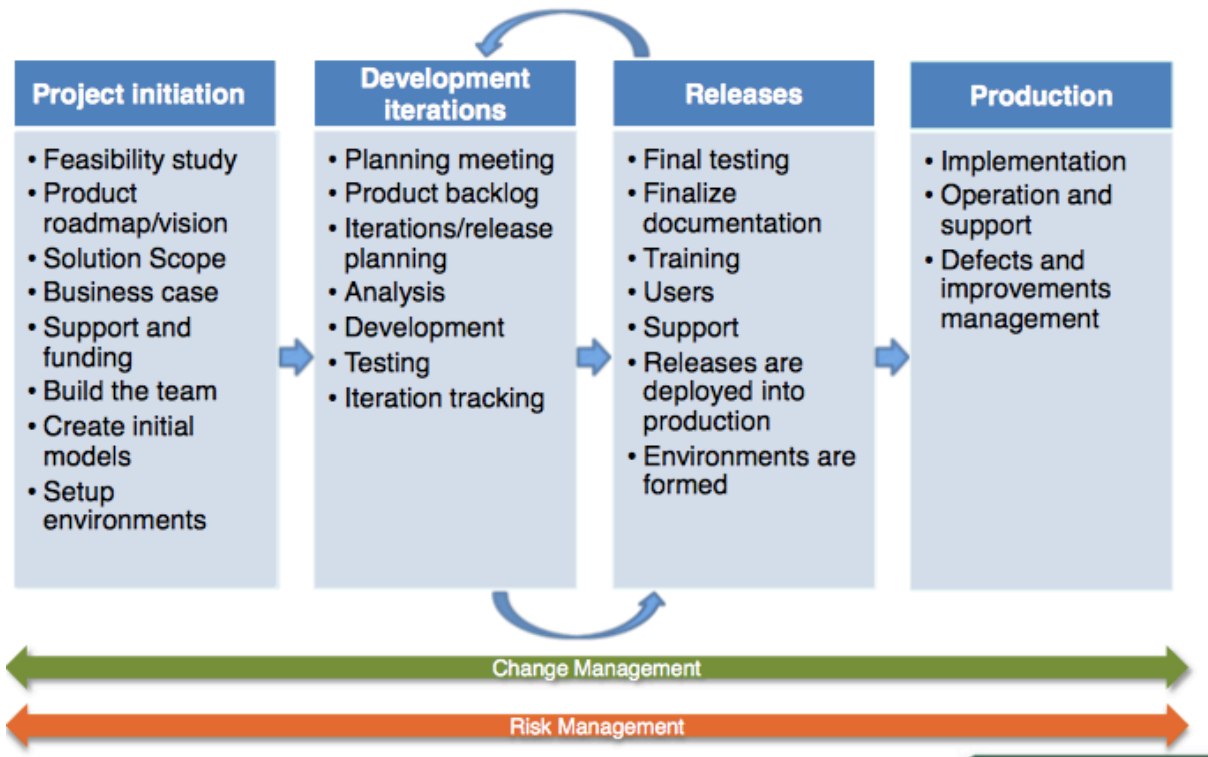 Project initiation
• Feasibility study
• Product
roadmap/vision
• Solution Scope
• Business case
• Support and
funding
• Build the team
• Create initial
models
• Setup
environments
Development
iterations
• Planning meeting
• Product backlog
• Iterations/release
planning
• Analysis
• Development
• Testing
• Iteration tracking
Releases
• Final testing
• Finalize
documentation
• Training
• Users
• Support
• Releases are
deployed into
production
• Environments are
formed
Production
• Implementation
• Operation and
support
• Defects and
improvements
management
Change Management
Risk Management